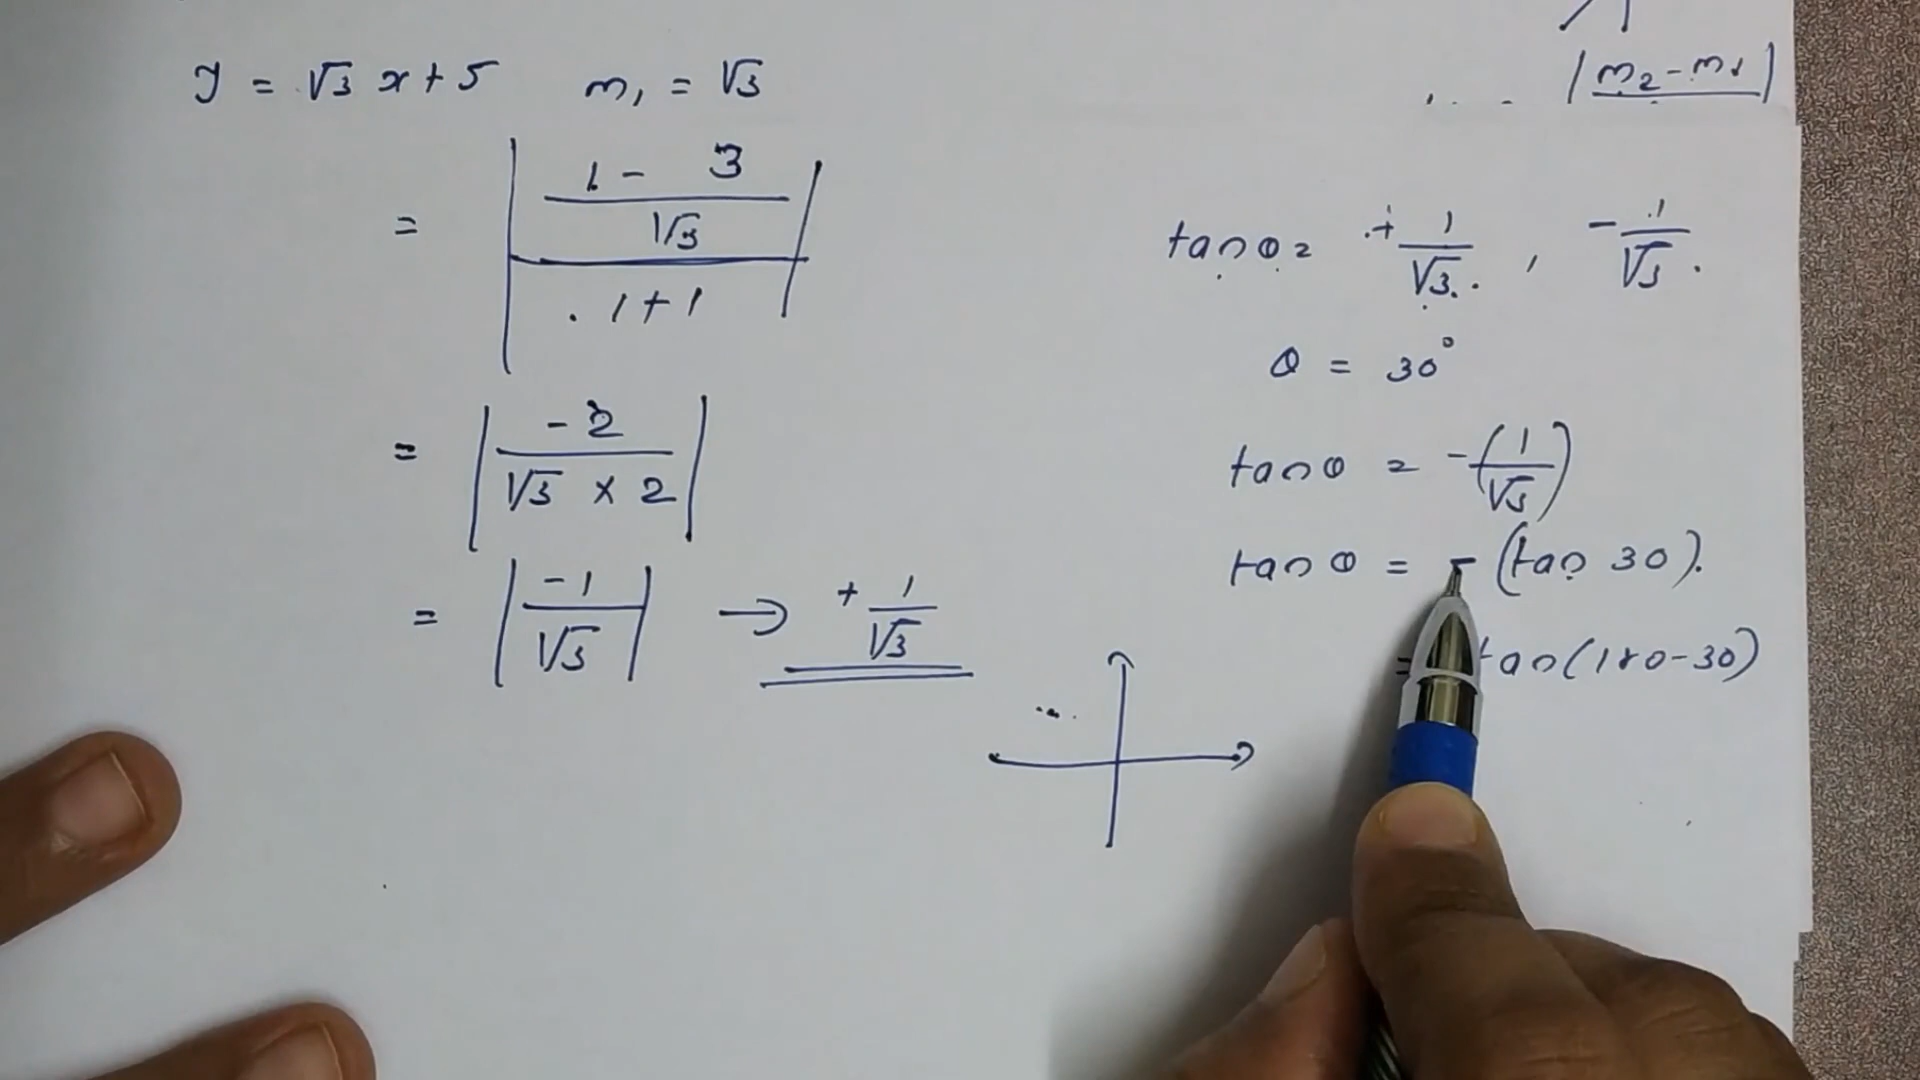 y = √3 x + 5   m₁ = √3
|m₂ - m₁|
= | (1 - 3)/√3 / (1 + 1) |
= | -2 / (√3 × 2) |
= | -1/√3 | → + 1/√3
tan θ = + 1/√3 , - 1/√3 .
θ = 30°
tan θ = - (1/√3)
tan θ = - (tan 30).
= tan(180-30)